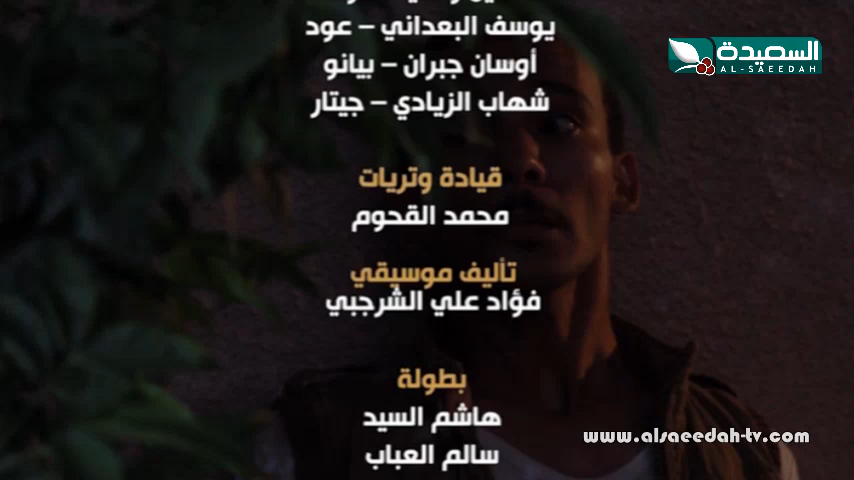 يوسف البعداني – عود
أوسان جبران – بيانو
شهاب الزيادي – جيتار
قيادة وتريات
محمد القحوم
تأليف موسيقي
فؤاد علي الشرجبي
بطولة
هاشم السيد
سالم العباب
السعيدة
AL-SAEEDAH
www.alsaeedah-tv.com